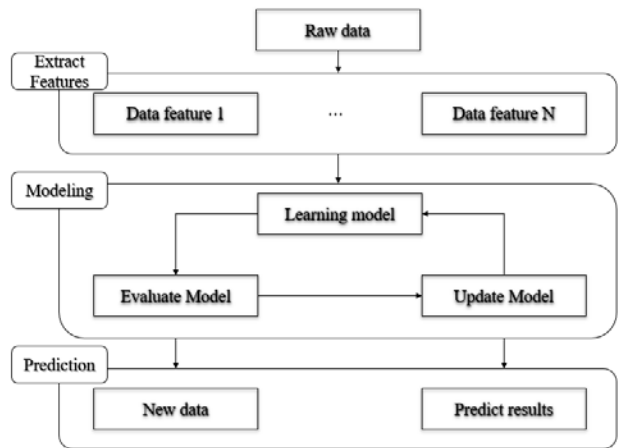 Raw data
Extract
Features
Data feature 1
...
Data feature N
Modeling
Learning model
Evaluate Model
Update Model
Prediction
New data
Predict results